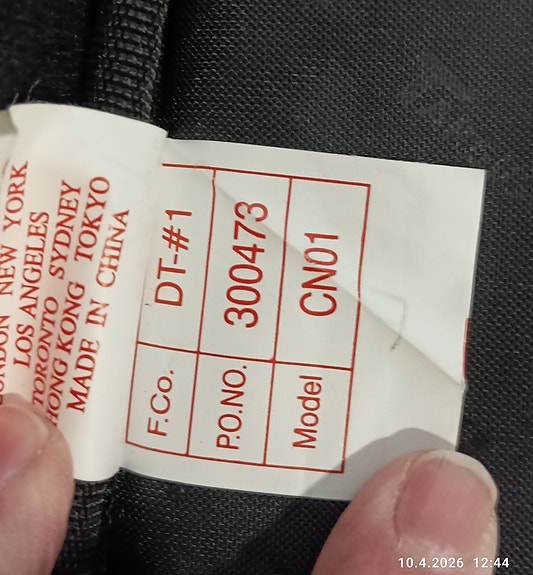 LONDON NEW YORK
LOS ANGELES
TORONTO SYDNEY
HONG KONG TOKYO
MADE IN CHINA
F.Co. DT-#1
P.O.NO. 300473
Model CN01
10.4.2026 12:44